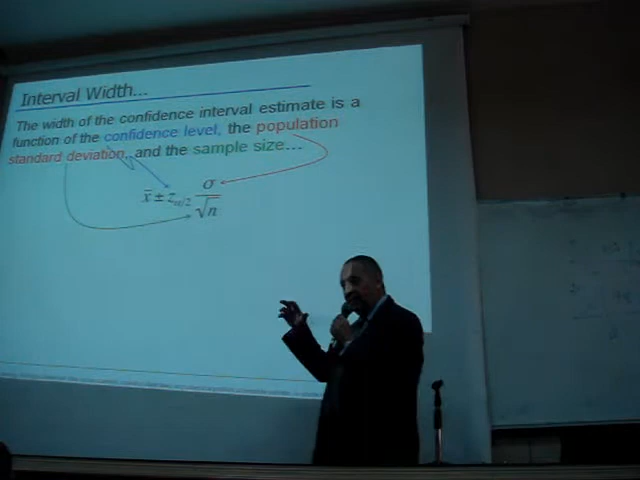 Interval Width...
The width of the confidence interval estimate is a
function of the confidence level, the population
standard deviation, and the sample size...
x̄ ± z_{α/2} σ/√n